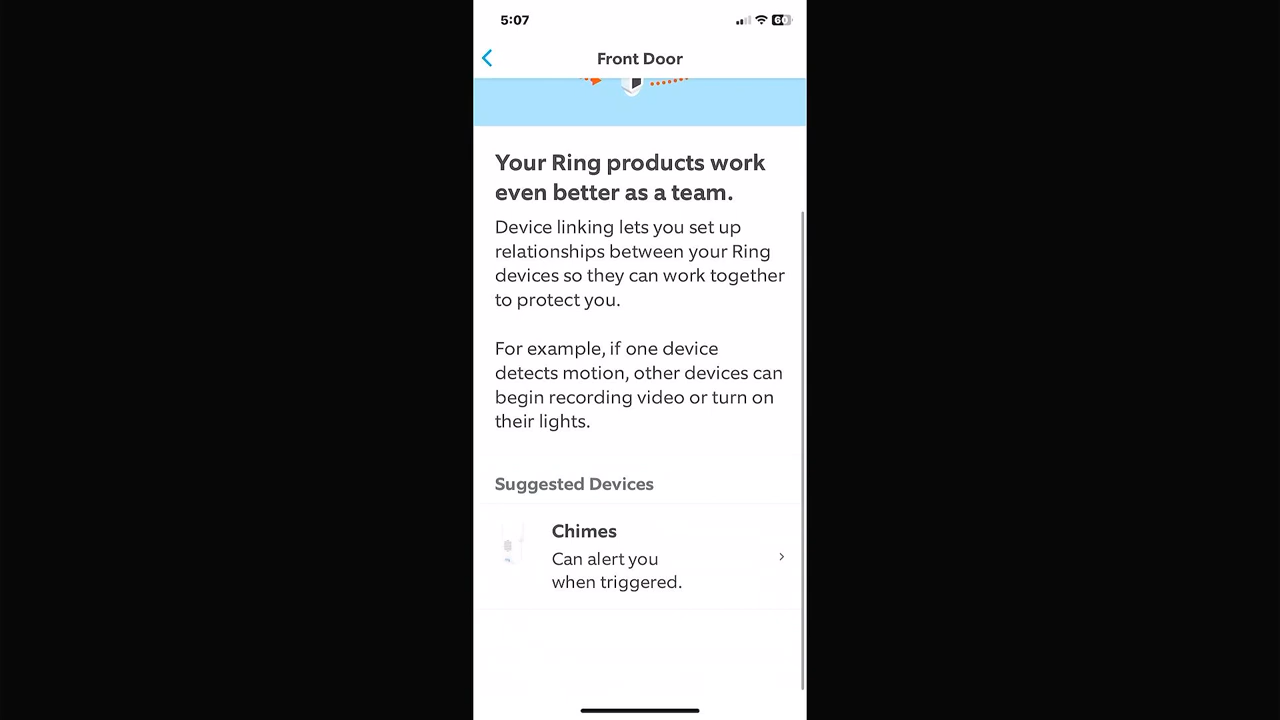 5:07
60
Front Door
Your Ring products work
even better as a team.
Device linking lets you set up
relationships between your Ring
devices so they can work together
to protect you.
For example, if one device
detects motion, other devices can
begin recording video or turn on
their lights.
Suggested Devices
Chimes
Can alert you
when triggered.